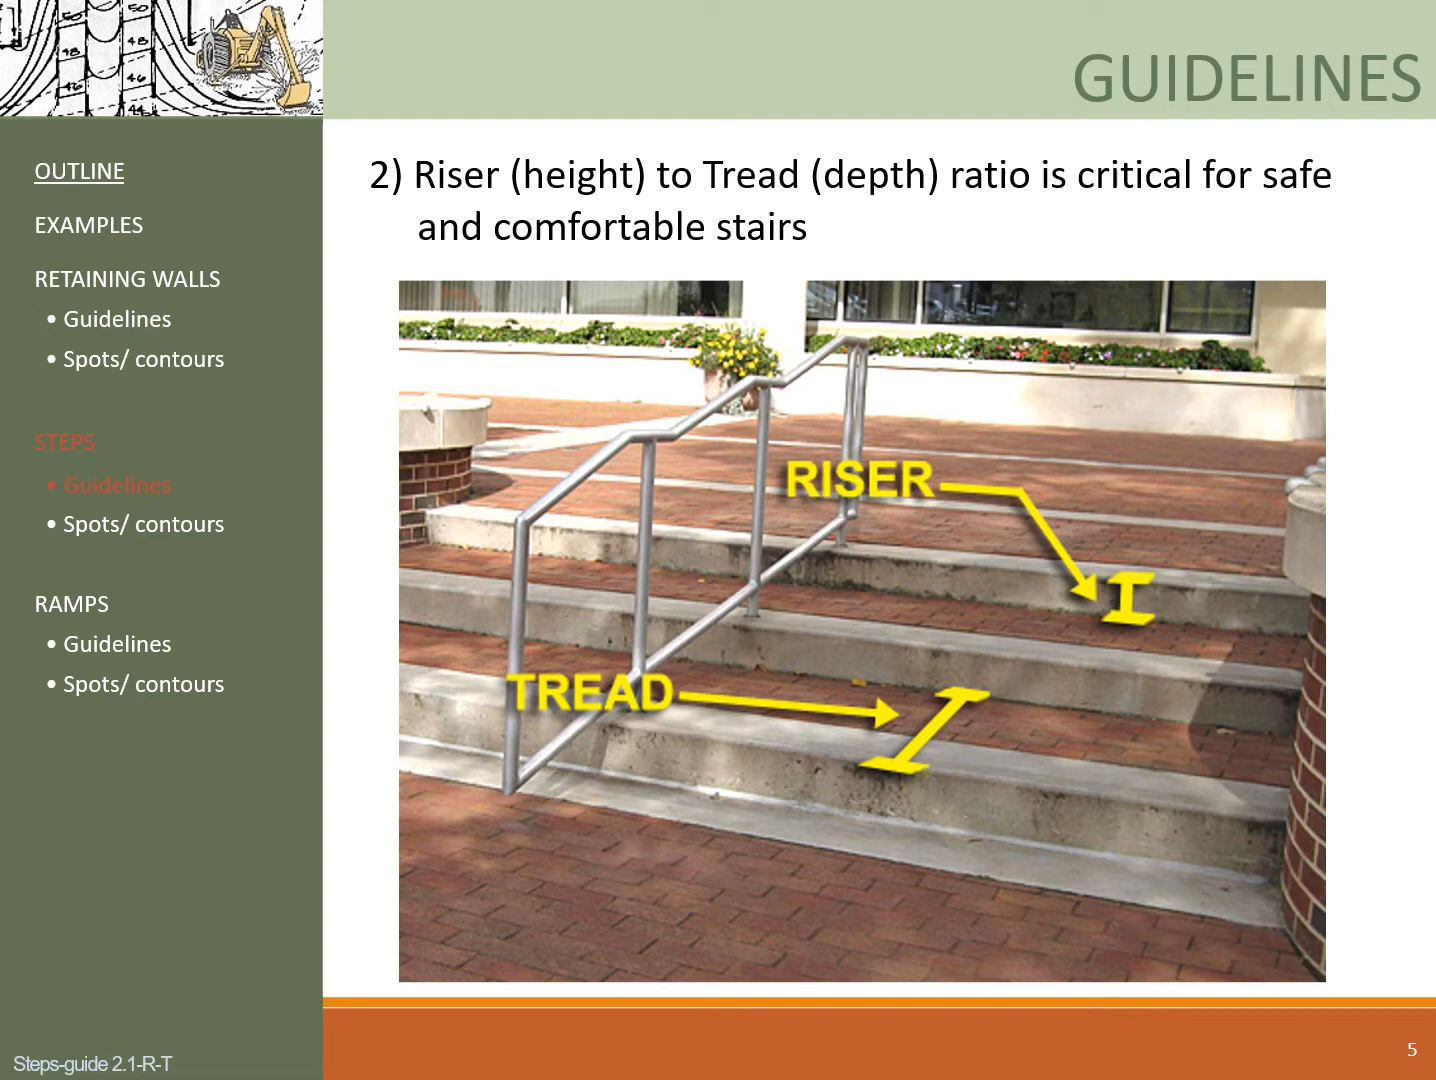 GUIDELINES
OUTLINE
EXAMPLES
RETAINING WALLS
• Guidelines
• Spots/ contours
STEPS
• Guidelines
• Spots/ contours
RAMPS
• Guidelines
• Spots/ contours
2) Riser (height) to Tread (depth) ratio is critical for safe
and comfortable stairs
RISER
TREAD
Steps-guide 2.1-R-T
5